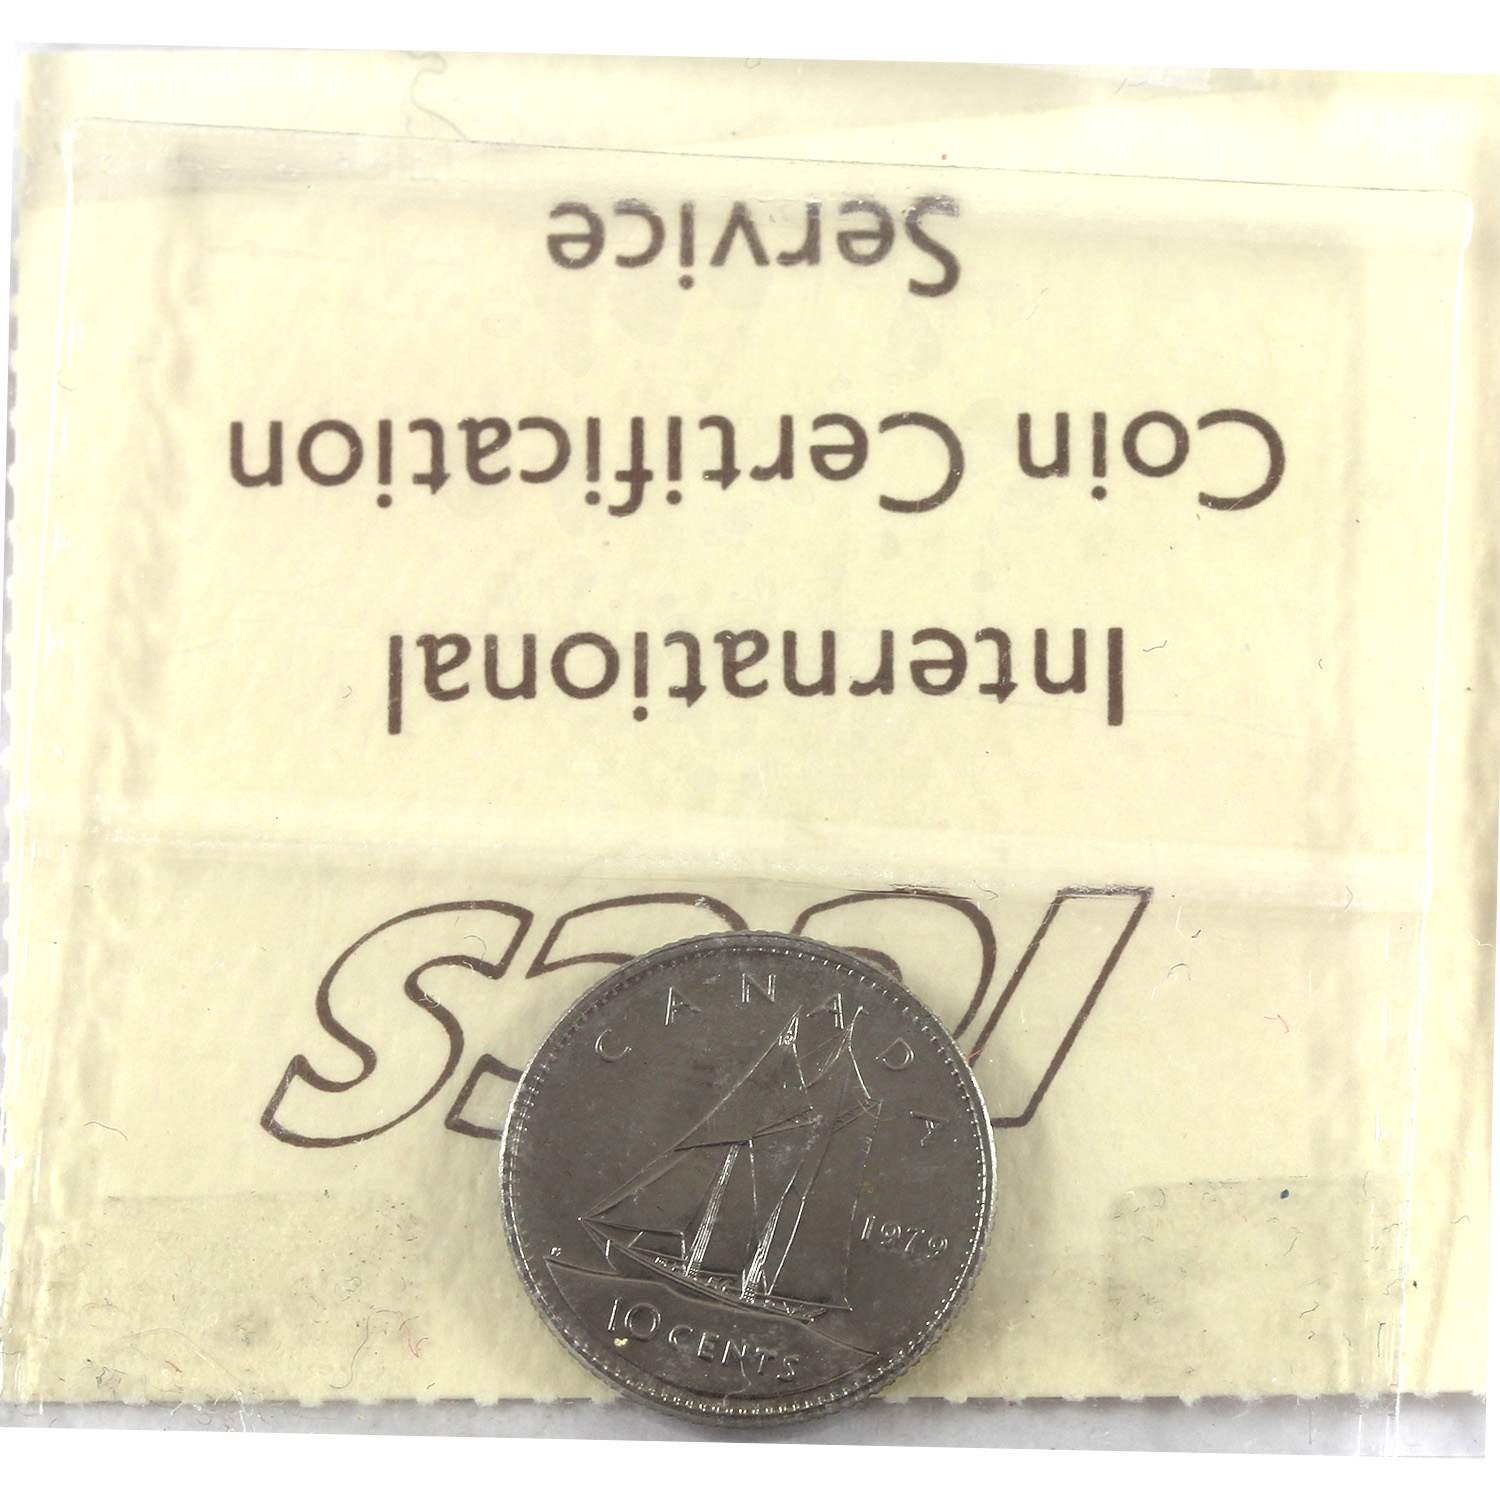 ICCS
International
Coin Certification
Service
CANADA
1979
10 CENTS